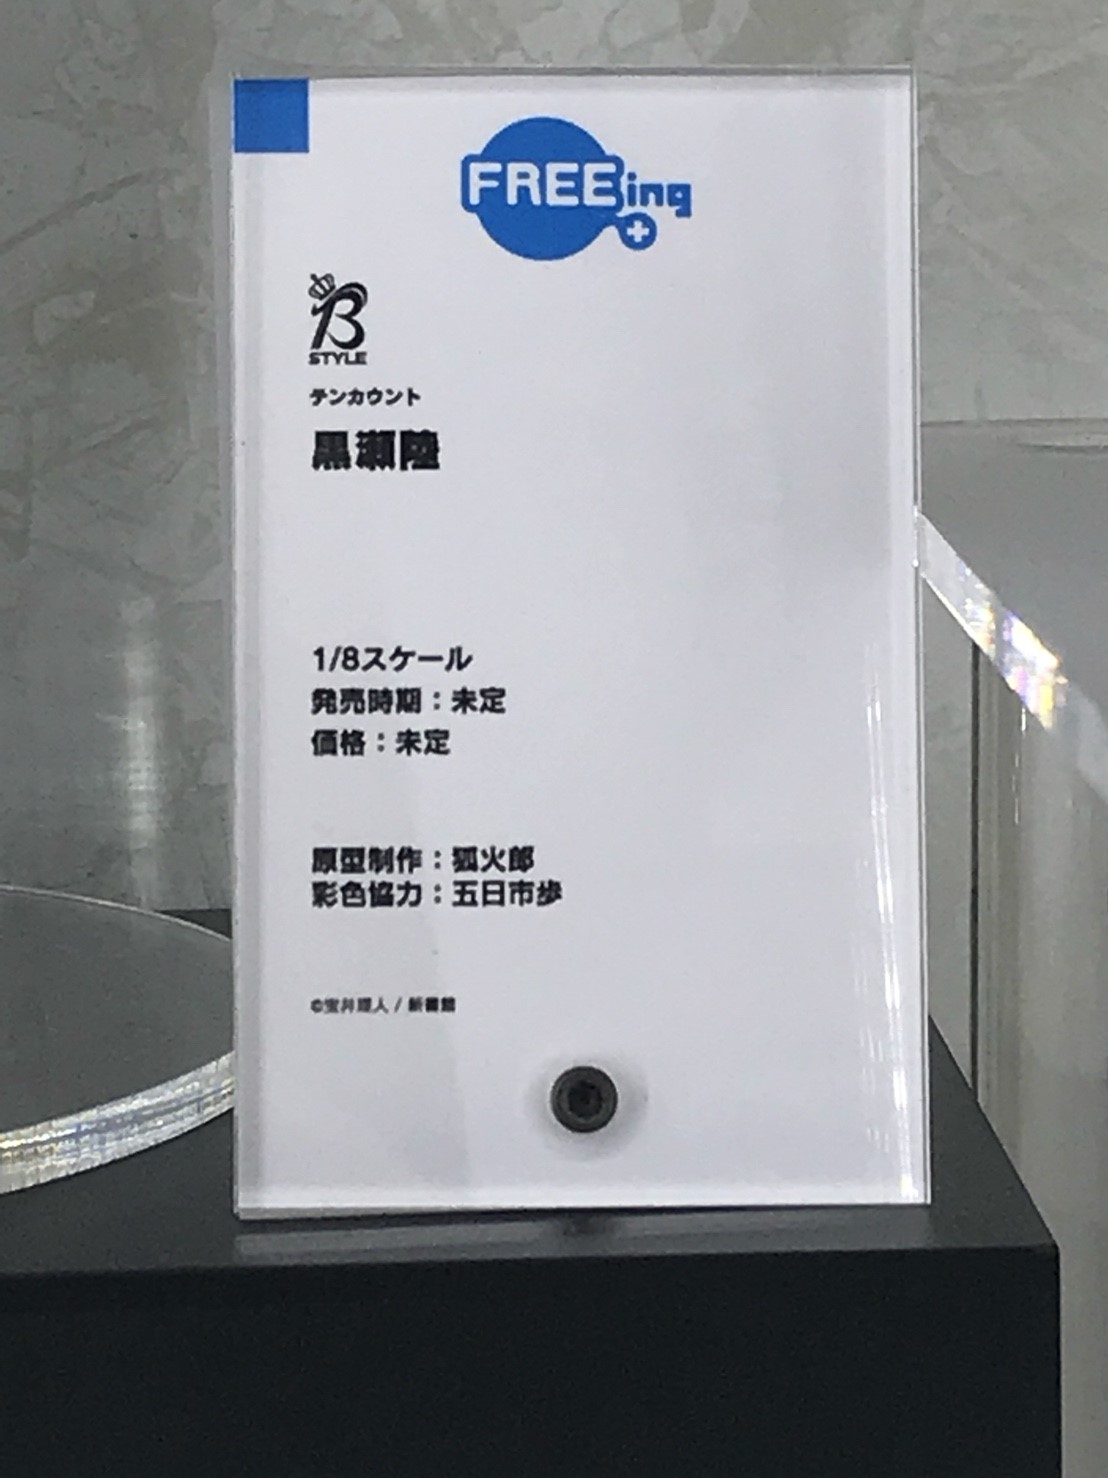 FREEing
B
STYLE
テンカウント
黒瀬陸
1/8スケール
発売時期：未定
価格：未定
原型制作：狐火郎
彩色協力：五日市歩
©宝井理人 / 新書館